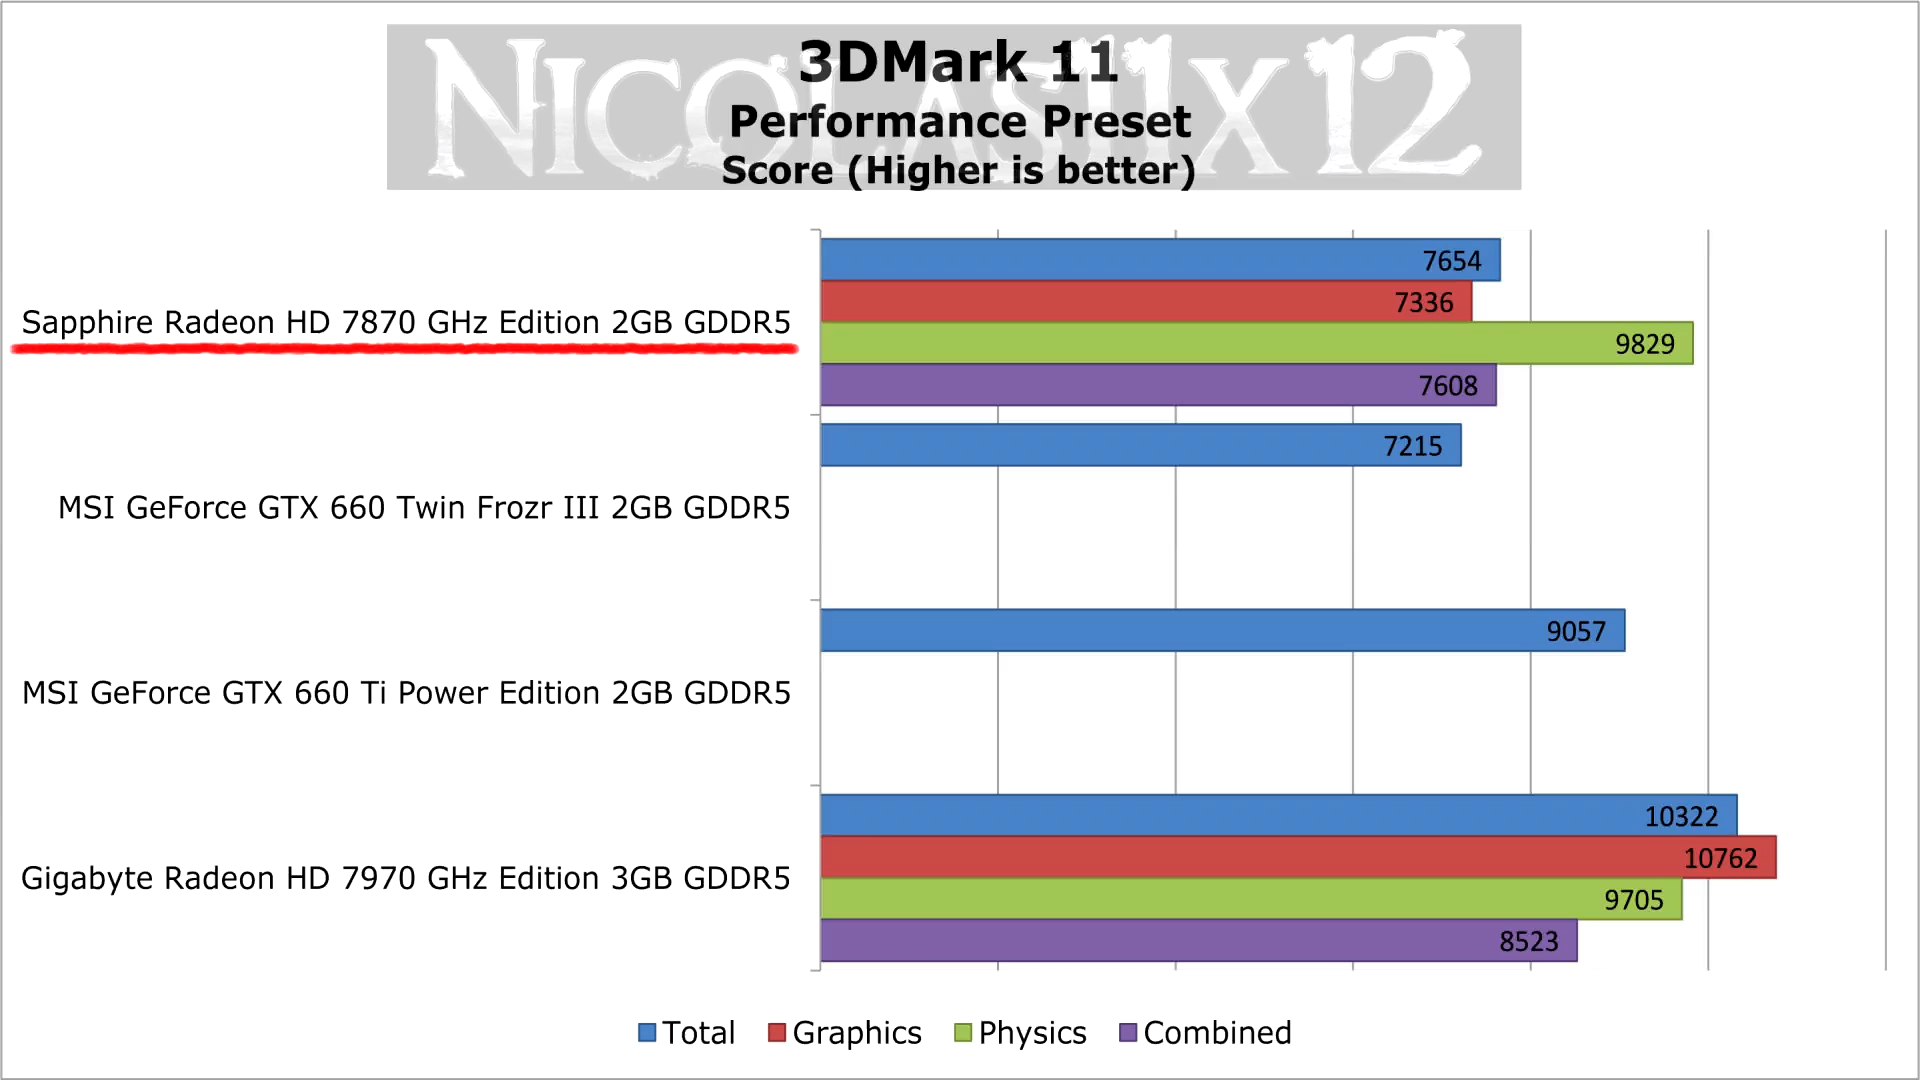 Nicolas11x12
3DMark 11
Performance Preset
Score (Higher is better)
Sapphire Radeon HD 7870 GHz Edition 2GB GDDR5
7654
7336
9829
7608
MSI GeForce GTX 660 Twin Frozr III 2GB GDDR5
7215
MSI GeForce GTX 660 Ti Power Edition 2GB GDDR5
9057
Gigabyte Radeon HD 7970 GHz Edition 3GB GDDR5
10322
10762
9705
8523
Total Graphics Physics Combined